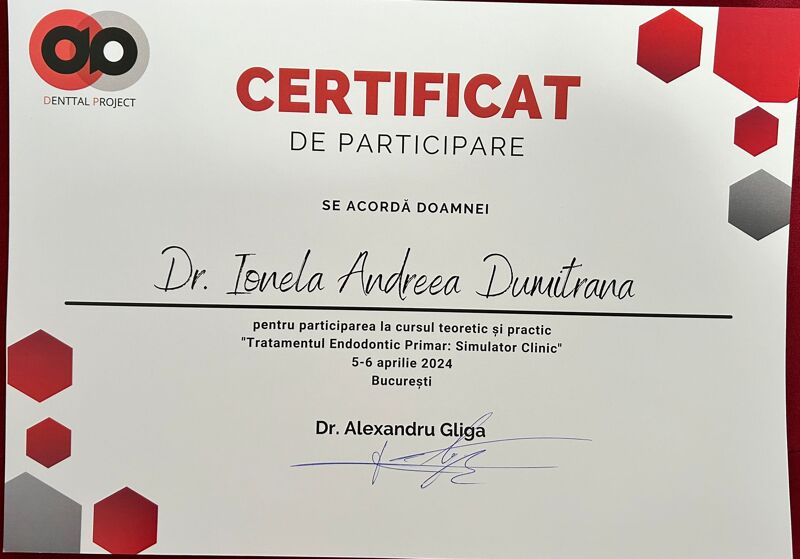 DENTTAL PROJECT
CERTIFICAT
DE PARTICIPARE
SE ACORDĂ DOAMNEI
Dr. Ionela Andreea Dumitrana
pentru participarea la cursul teoretic și practic
"Tratamentul Endodontic Primar: Simulator Clinic"
5-6 aprilie 2024
București
Dr. Alexandru Gliga